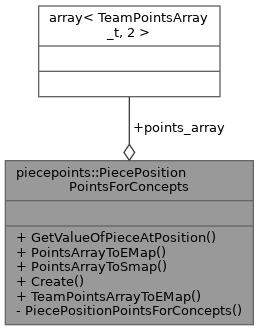 array< TeamPointsArray
_t, 2 >
+points_array
piecepoints::PiecePosition
PointsForConcepts
+ GetValueOfPieceAtPosition()
+ PointsArrayToEMap()
+ PointsArrayToSmap()
+ Create()
+ TeamPointsArrayToEMap()
- PiecePositionPointsForConcepts()